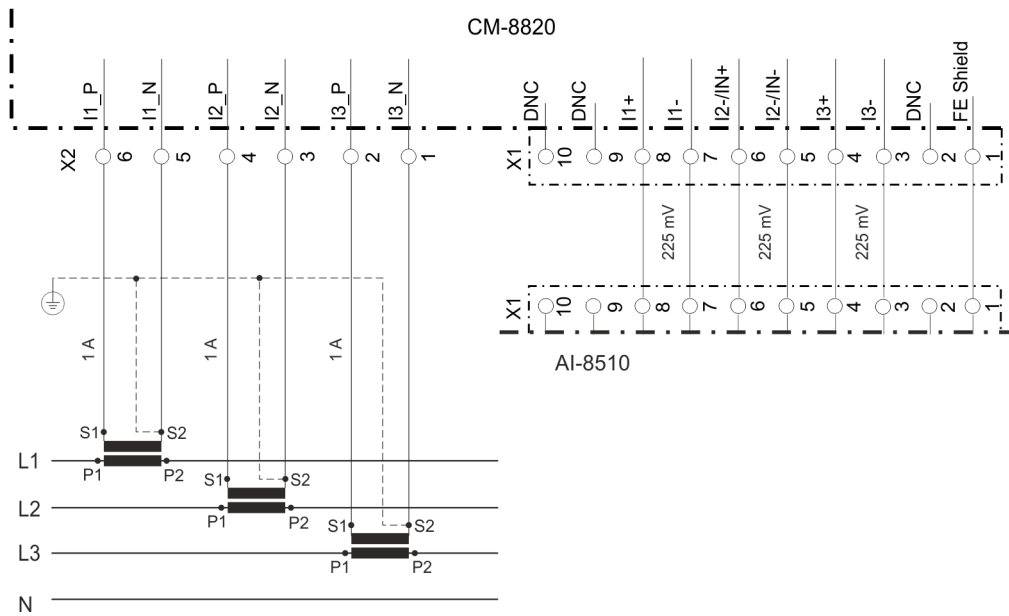 CM-8820
I1_P
I1_N
I2_P
I2_N
I3_P
I3_N
DNC
DNC
I1+
I1-
I2-/IN+
I2-/IN-
I3+
I3-
DNC
FE Shield
X2
6
5
4
3
2
1
X1
10
9
8
7
6
5
4
3
2
1
225 mV
225 mV
225 mV
X1
10
9
8
7
6
5
4
3
2
1
AI-8510
1 A
1 A
1 A
S1
S2
L1
P1
P2
S1
S2
L2
P1
P2
S1
S2
L3
P1
P2
N